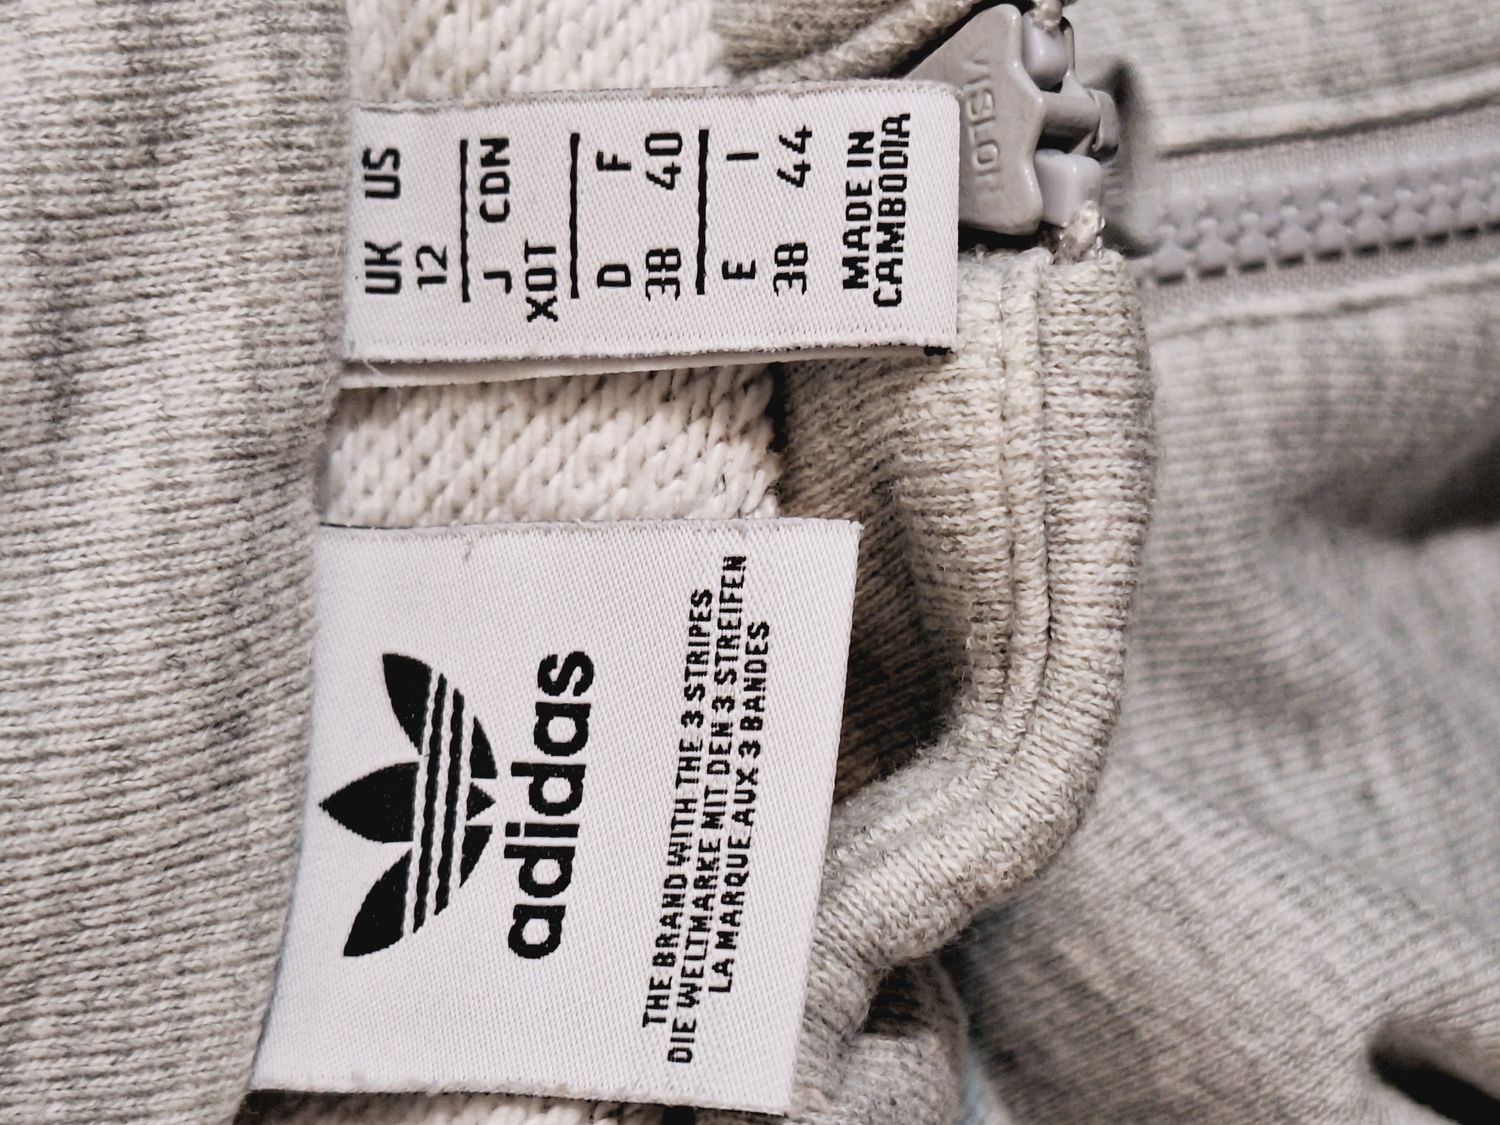 UK US
12
J CDN
XOT
D F
38 40
E I
38 44
MADE IN
CAMBODIA
adidas
THE BRAND WITH THE 3 STRIPES
DIE WELTMARKE MIT DEN 3 STREIFEN
LA MARQUE AUX 3 BANDES
VISLON